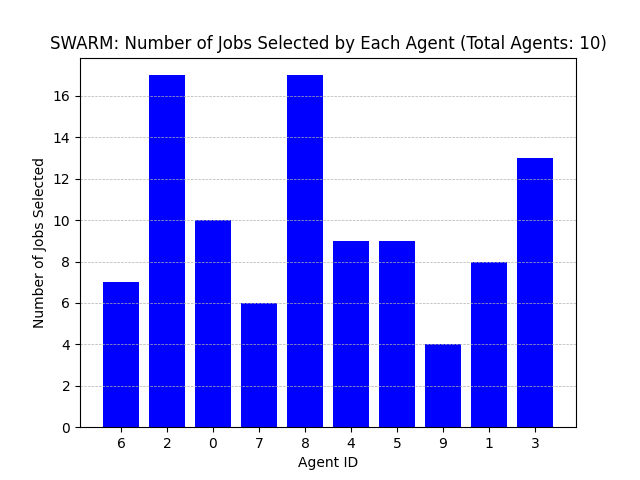 SWARM: Number of Jobs Selected by Each Agent (Total Agents: 10)
Number of Jobs Selected
16
14
12
10
8
6
4
2
0
6 2 0 7 8 4 5 9 1 3
Agent ID